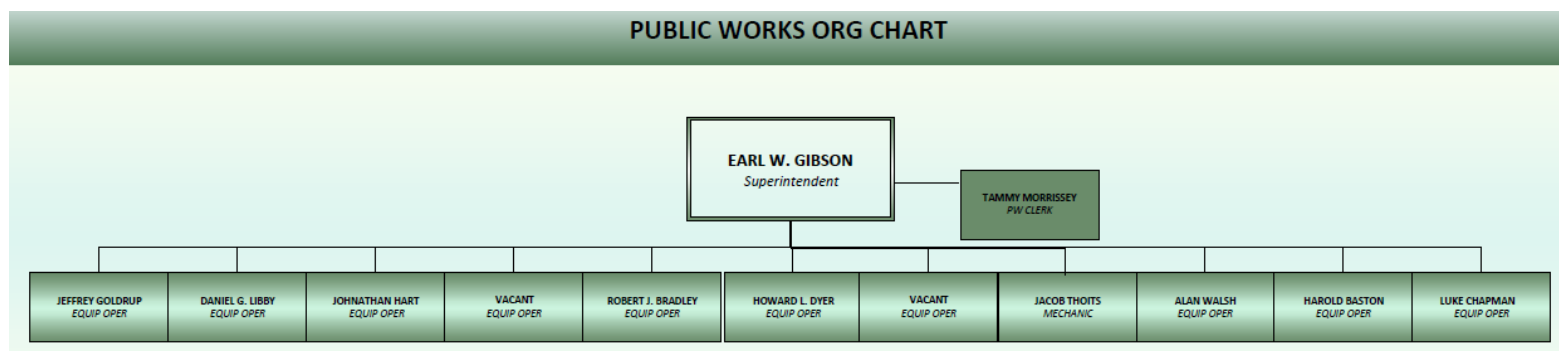 PUBLIC WORKS ORG CHART
EARL W. GIBSON
Superintendent
TAMMY MORRISSEY
PW CLERK
JEFFREY GOLDRUP
EQUIP OPER
DANIEL G. LIBBY
EQUIP OPER
JOHNATHAN HART
EQUIP OPER
VACANT
EQUIP OPER
ROBERT J. BRADLEY
EQUIP OPER
HOWARD L. DYER
EQUIP OPER
VACANT
EQUIP OPER
JACOB THOITS
MECHANIC
ALAN WALSH
EQUIP OPER
HAROLD BASTON
EQUIP OPER
LUKE CHAPMAN
EQUIP OPER